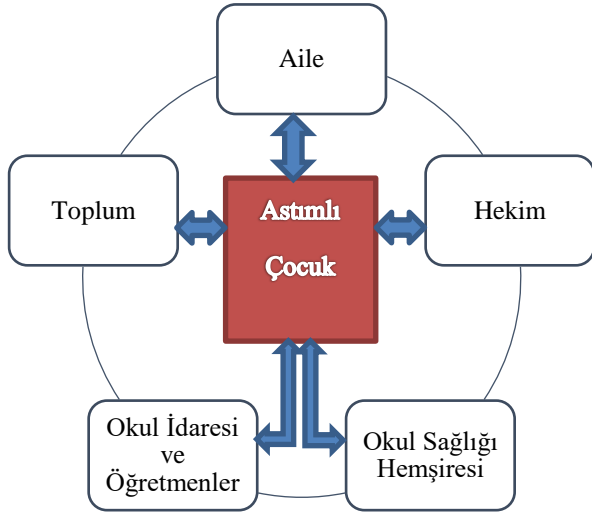 Aile
Toplum
Astımlı
Çocuk
Hekim
Okul İdaresi
ve
Öğretmenler
Okul Sağlığı
Hemşiresi